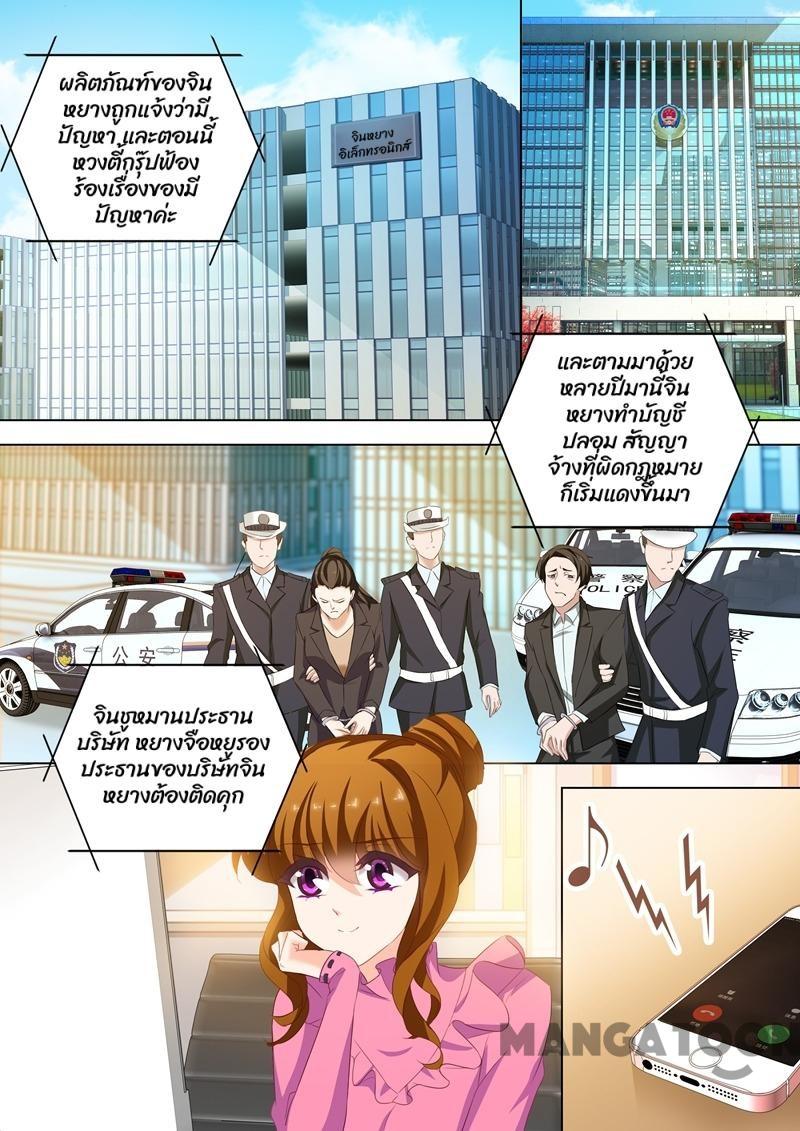 ผลิตภัณฑ์ของจิน
หยางถูกแจ้งว่ามี
ปัญหา และตอนนี้
หวงตี้กรุ๊ปฟ้อง
ร้องเรื่องของมี
ปัญหาค่ะ
จินหยาง
อิเล็กทรอนิกส์
และตามมาด้วย
หลายปีมานี้จิน
หยางทำบัญชี
ปลอม สัญญา
จ้างที่ผิดกฎหมาย
ก็เริ่มแดงขึ้นมา
公安
警察
POLICE
จินชูหมานประธาน
บริษัท หยางจือหยูรอง
ประธานของบริษัทจิน
หยางต้องติดคุก
MANGATOON